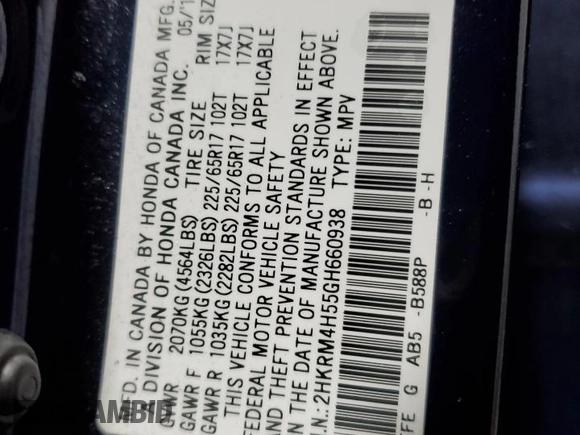 FD. IN CANADA BY HONDA OF CANADA MFG.
DIVISION OF HONDA CANADA INC. 05/1
GVWR 2070KG (4564LBS) TIRE SIZE RIM SIZE
GAWR F 1055KG (2326LBS) 225/65R17 102T 17X7J
GAWR R 1035KG (2282LBS) 225/65R17 102T 17X7J
THIS VEHICLE CONFORMS TO ALL APPLICABLE
FEDERAL MOTOR VEHICLE SAFETY
AND THEFT PREVENTION STANDARDS IN EFFECT
ON THE DATE OF MANUFACTURE SHOWN ABOVE.
I.N.: 2HKRM4H55GH660938 TYPE: MPV
FE G AB5 -B588P -B -H